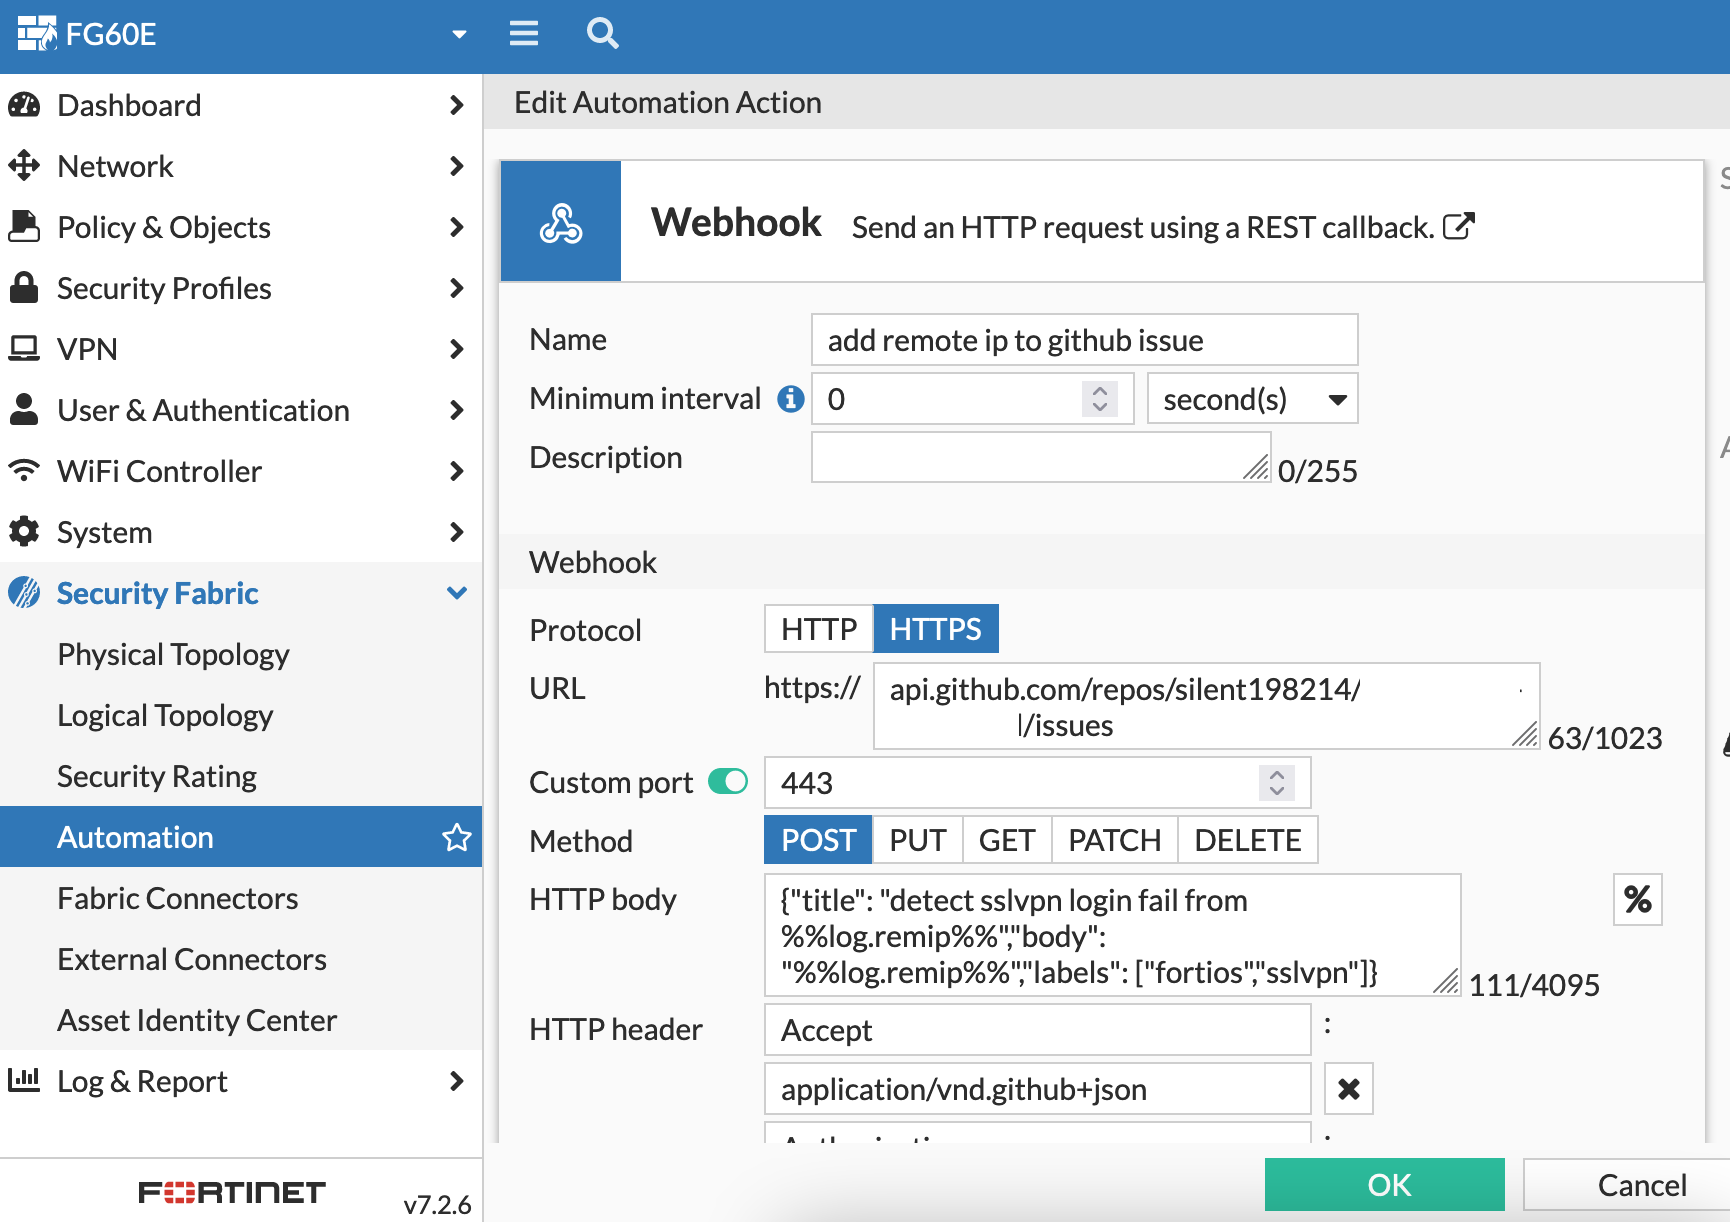 FG60E
Dashboard
Network
Policy & Objects
Security Profiles
VPN
User & Authentication
WiFi Controller
System
Security Fabric
Physical Topology
Logical Topology
Security Rating
Automation
Fabric Connectors
External Connectors
Asset Identity Center
Log & Report
FORTINET
v7.2.6
Edit Automation Action
Webhook Send an HTTP request using a REST callback.
Name add remote ip to github issue
Minimum interval 0 second(s)
Description 0/255
Webhook
Protocol HTTP HTTPS
URL https:// api.github.com/repos/silent198214/
/issues 63/1023
Custom port 443
Method POST PUT GET PATCH DELETE
HTTP body {"title": "detect sslvpn login fail from
%%log.remip%%","body":
"%%log.remip%%","labels": ["fortios","sslvpn"]} 111/4095
%
HTTP header Accept :
application/vnd.github+json
OK Cancel